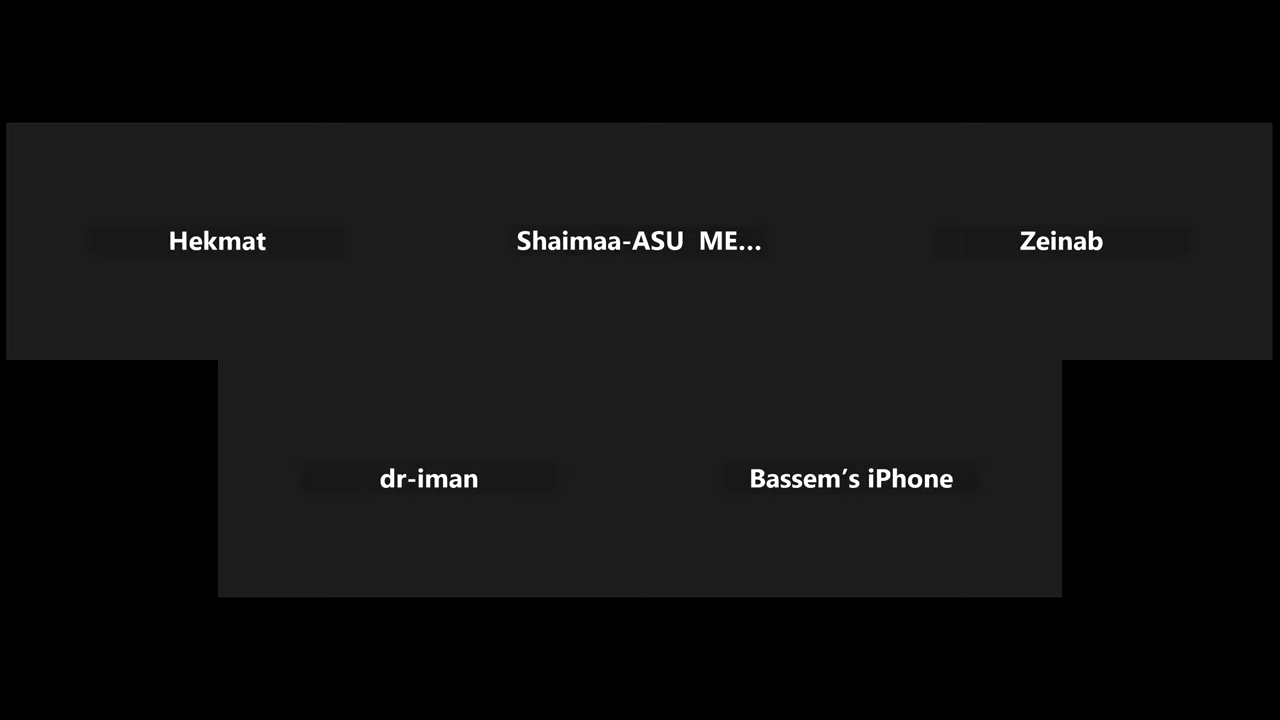 Hekmat
Shaimaa-ASU  ME...
Zeinab
dr-iman
Bassem’s iPhone